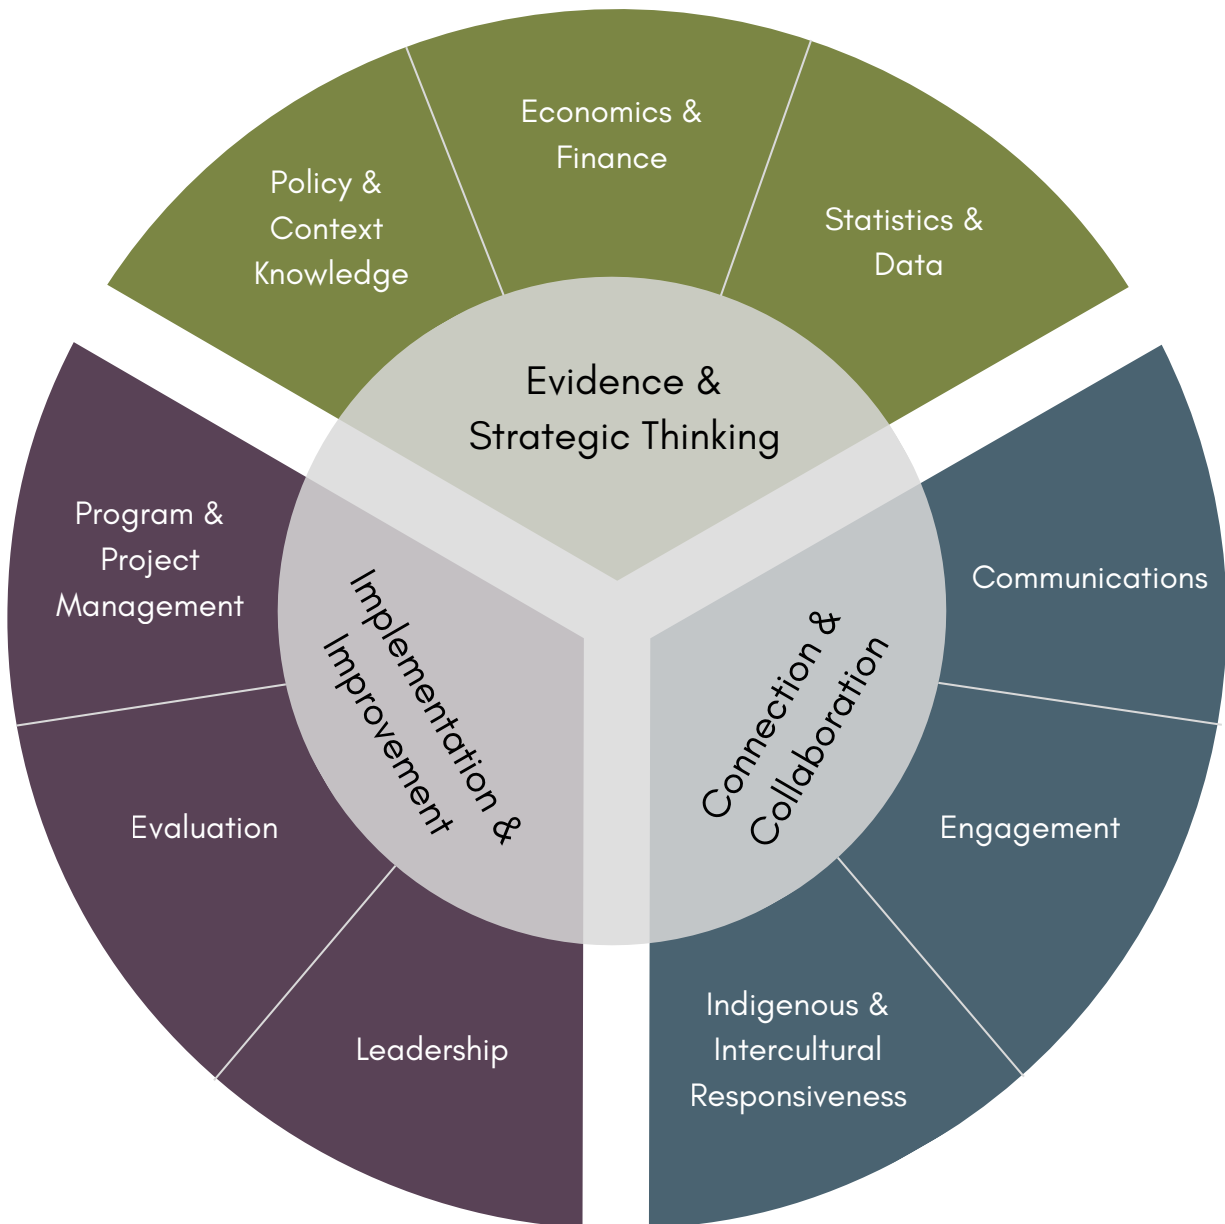 Economics &
Finance
Policy &
Context
Knowledge
Statistics &
Data
Evidence &
Strategic Thinking
Program &
Project
Management
Communications
Implementation &
Improvement
Connection &
Collaboration
Evaluation
Engagement
Leadership
Indigenous &
Intercultural
Responsiveness